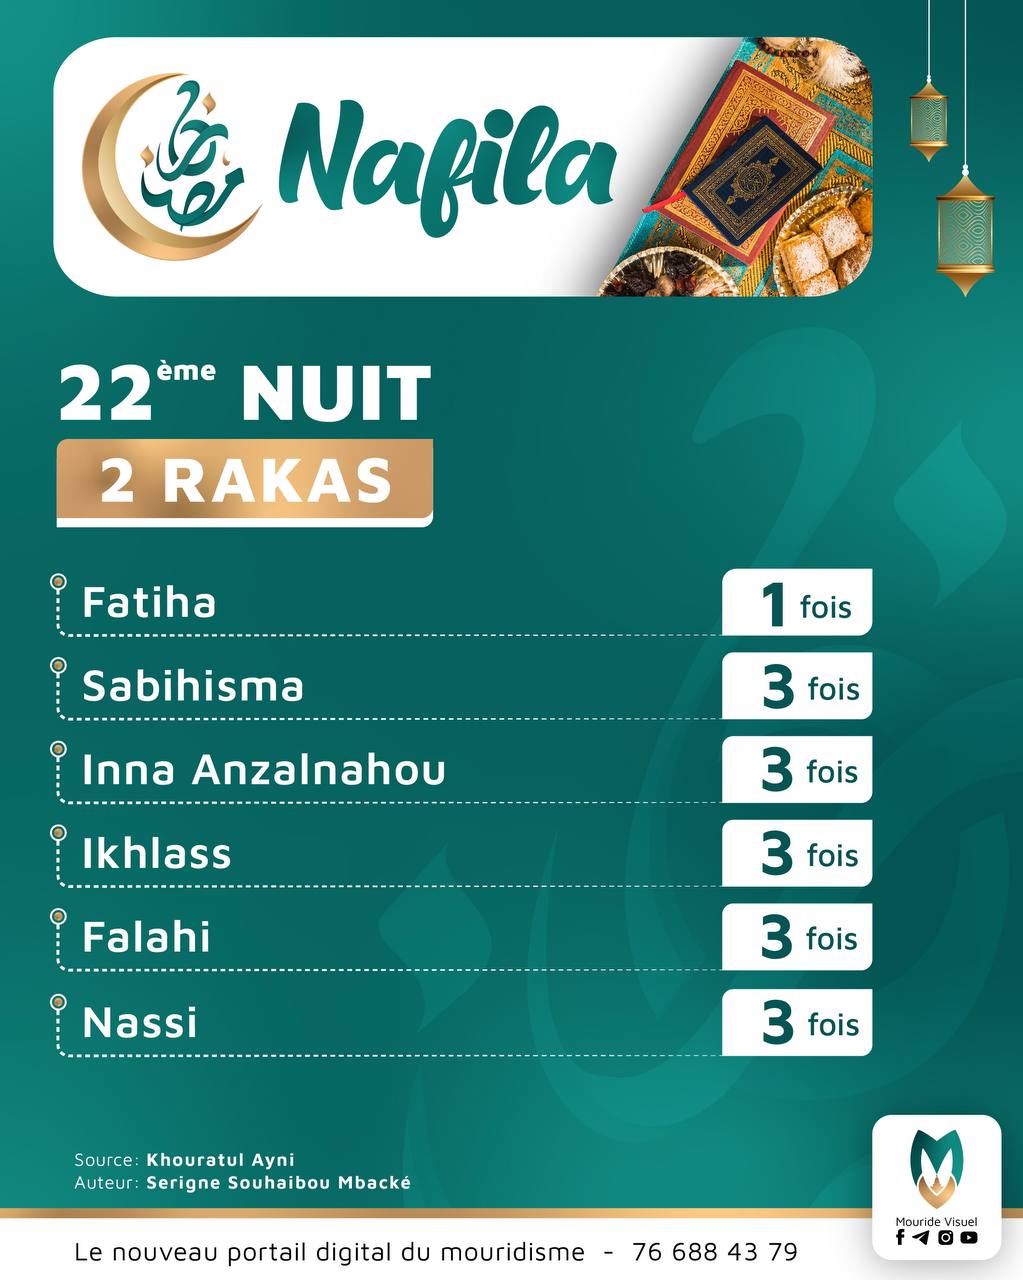 رمضان
Nafila
22ème NUIT
2 RAKAS
Fatiha 1 fois
Sabihisma 3 fois
Inna Anzalnahou 3 fois
Ikhlass 3 fois
Falahi 3 fois
Nassi 3 fois
Source: Khouratul Ayni
Auteur: Serigne Souhaibou Mbacké
Mouride Visuel
Le nouveau portail digital du mouridisme - 76 688 43 79